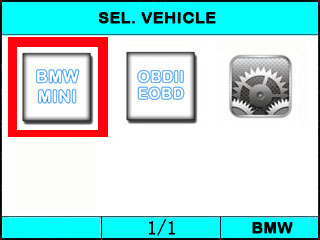 SEL. VEHICLE
BMW
MINI
OBDII
EOBD
1/1
BMW